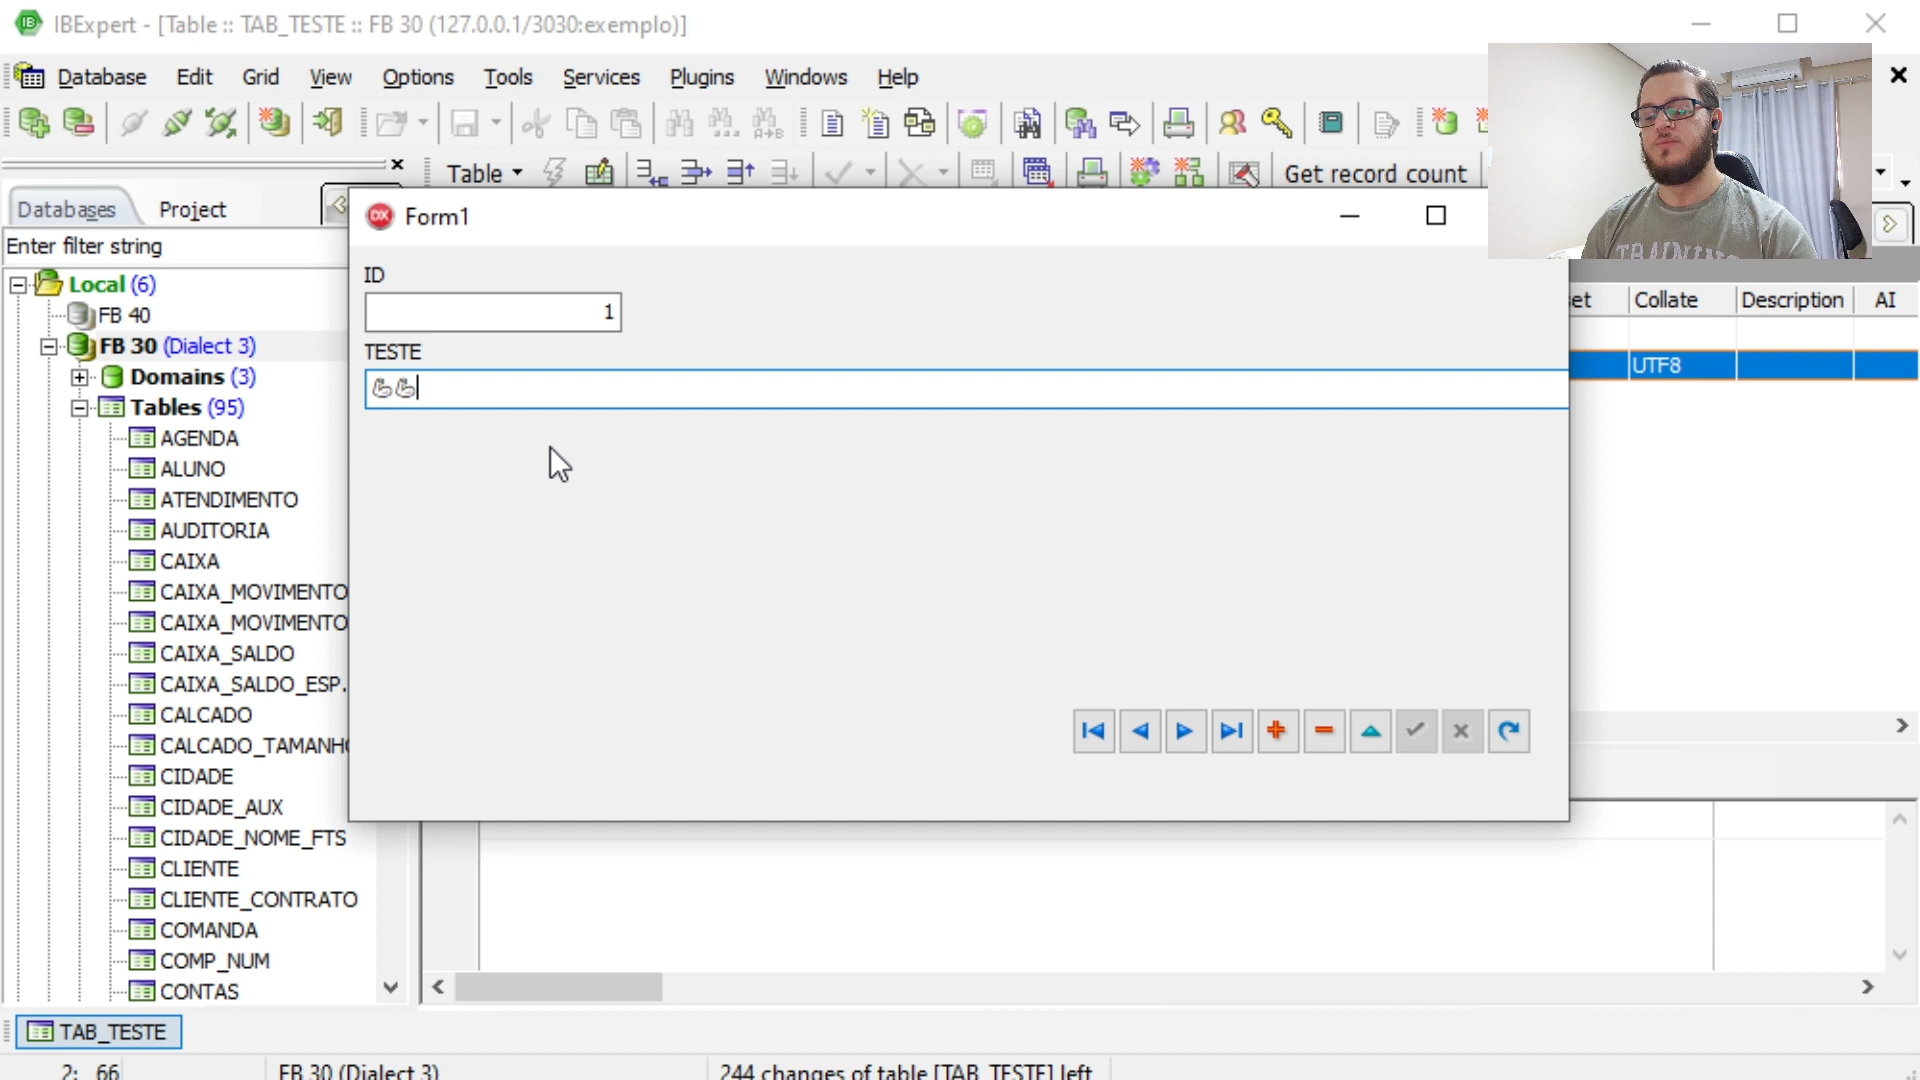 IBExpert - [Table :: TAB_TESTE :: FB 30 (127.0.0.1/3030:exemplo)]
Database Edit Grid View Options Tools Services Plugins Windows Help
Table Get record count
Databases Project
Enter filter string
Local (6)
FB 40
FB 30 (Dialect 3)
Domains (3)
Tables (95)
AGENDA
ALUNO
ATENDIMENTO
AUDITORIA
CAIXA
CAIXA_MOVIMENTO
CAIXA_MOVIMENTO
CAIXA_SALDO
CAIXA_SALDO_ESP.
CALCADO
CALCADO_TAMANHO
CIDADE
CIDADE_AUX
CIDADE_NOME_FTS
CLIENTE
CLIENTE_CONTRATO
COMANDA
COMP_NUM
CONTAS
DX Form1
ID
1
TESTE
💪💪
Collate Description AI
UTF8
TRAINING
TAB_TESTE
2: 66 FB 30 (Dialect 3) 244 changes of table [TAB_TESTE] left